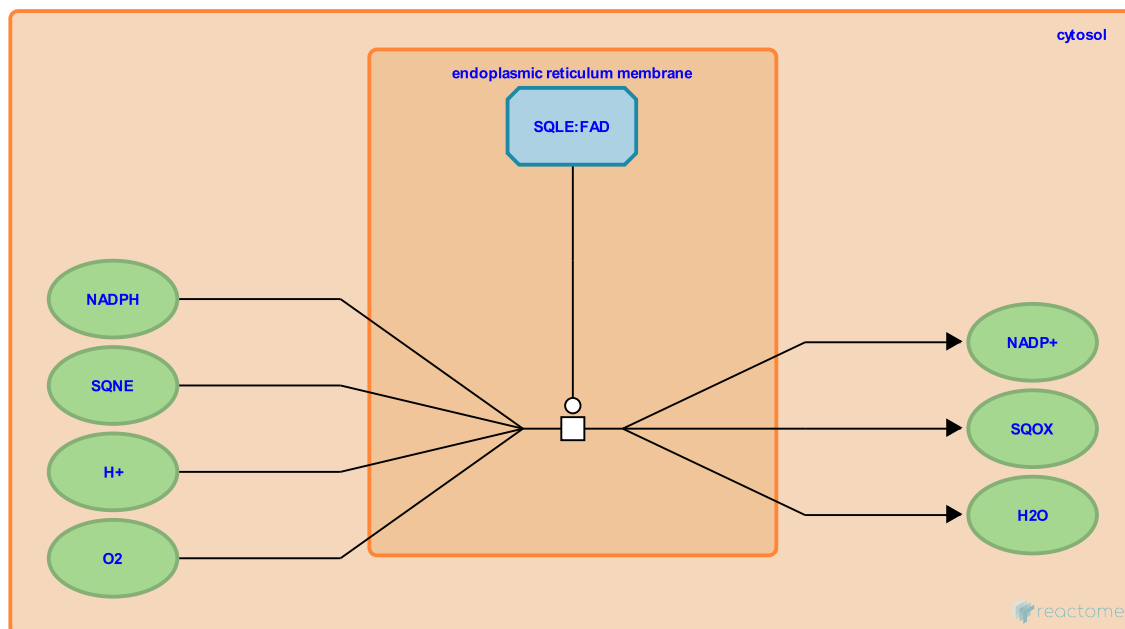 cytosol
endoplasmic reticulum membrane
SQLE:FAD
NADPH
SQNE
H+
O2
NADP+
SQOX
H2O
reactome